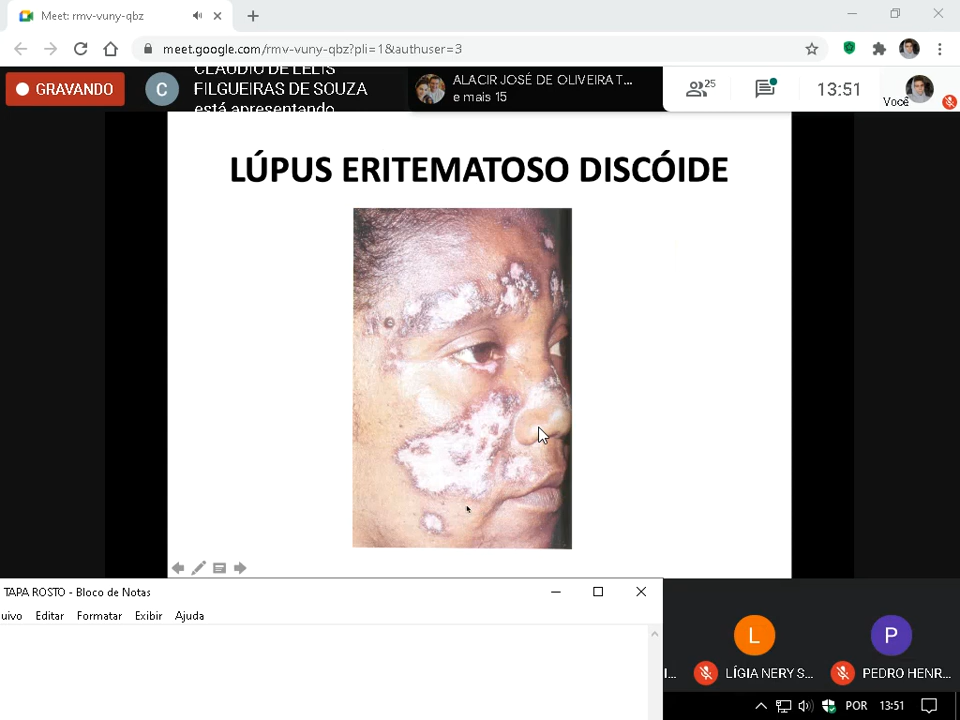 Meet: rmv-vuny-qbz
meet.google.com/rmv-vuny-qbz?pli=1&authuser=3
GRAVANDO
C
CLAUDIO DE LELIS
FILGUEIRAS DE SOUZA
está apresentando
ALACIR JOSÉ DE OLIVEIRA T...
e mais 15
25
13:51
Você
LÚPUS ERITEMATOSO DISCÓIDE
TAPA ROSTO - Bloco de Notas
uivo Editar Formatar Exibir Ajuda
L
P
I...
LÍGIA NERY S...
PEDRO HENR...
POR 13:51